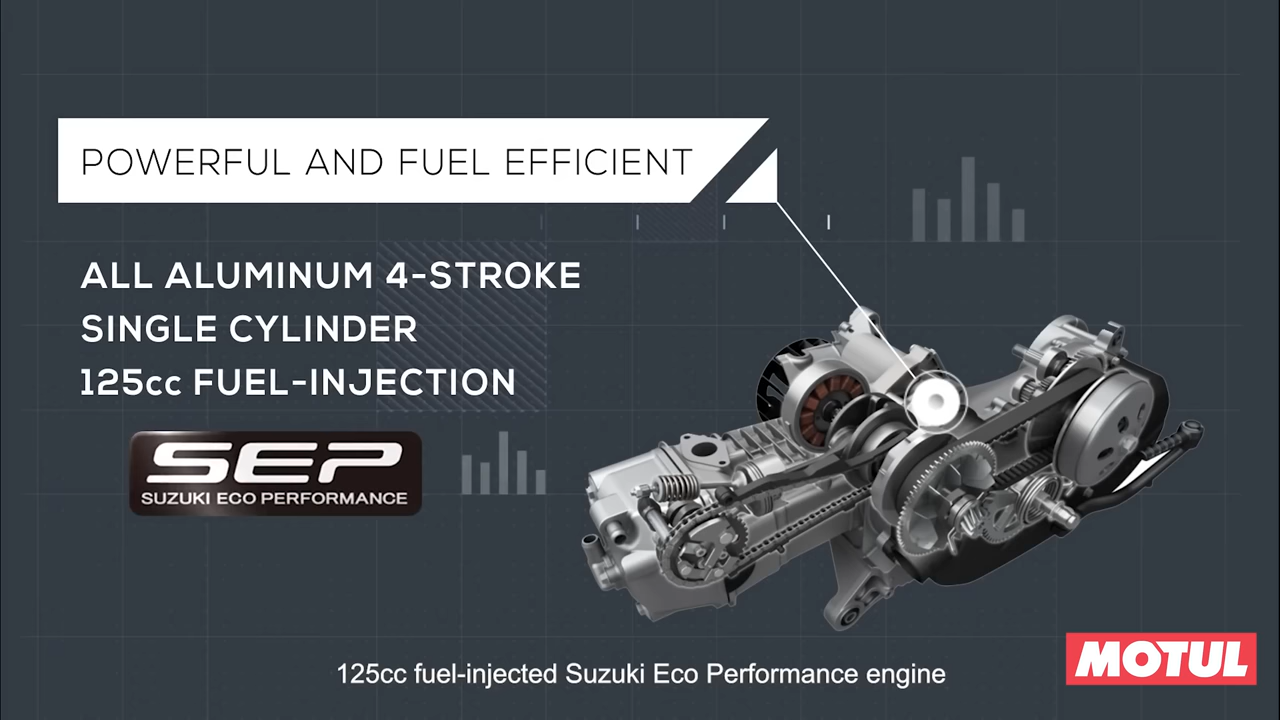 POWERFUL AND FUEL EFFICIENT
ALL ALUMINUM 4-STROKE
SINGLE CYLINDER
125cc FUEL-INJECTION
SEP
SUZUKI ECO PERFORMANCE
125cc fuel-injected Suzuki Eco Performance engine
MOTUL